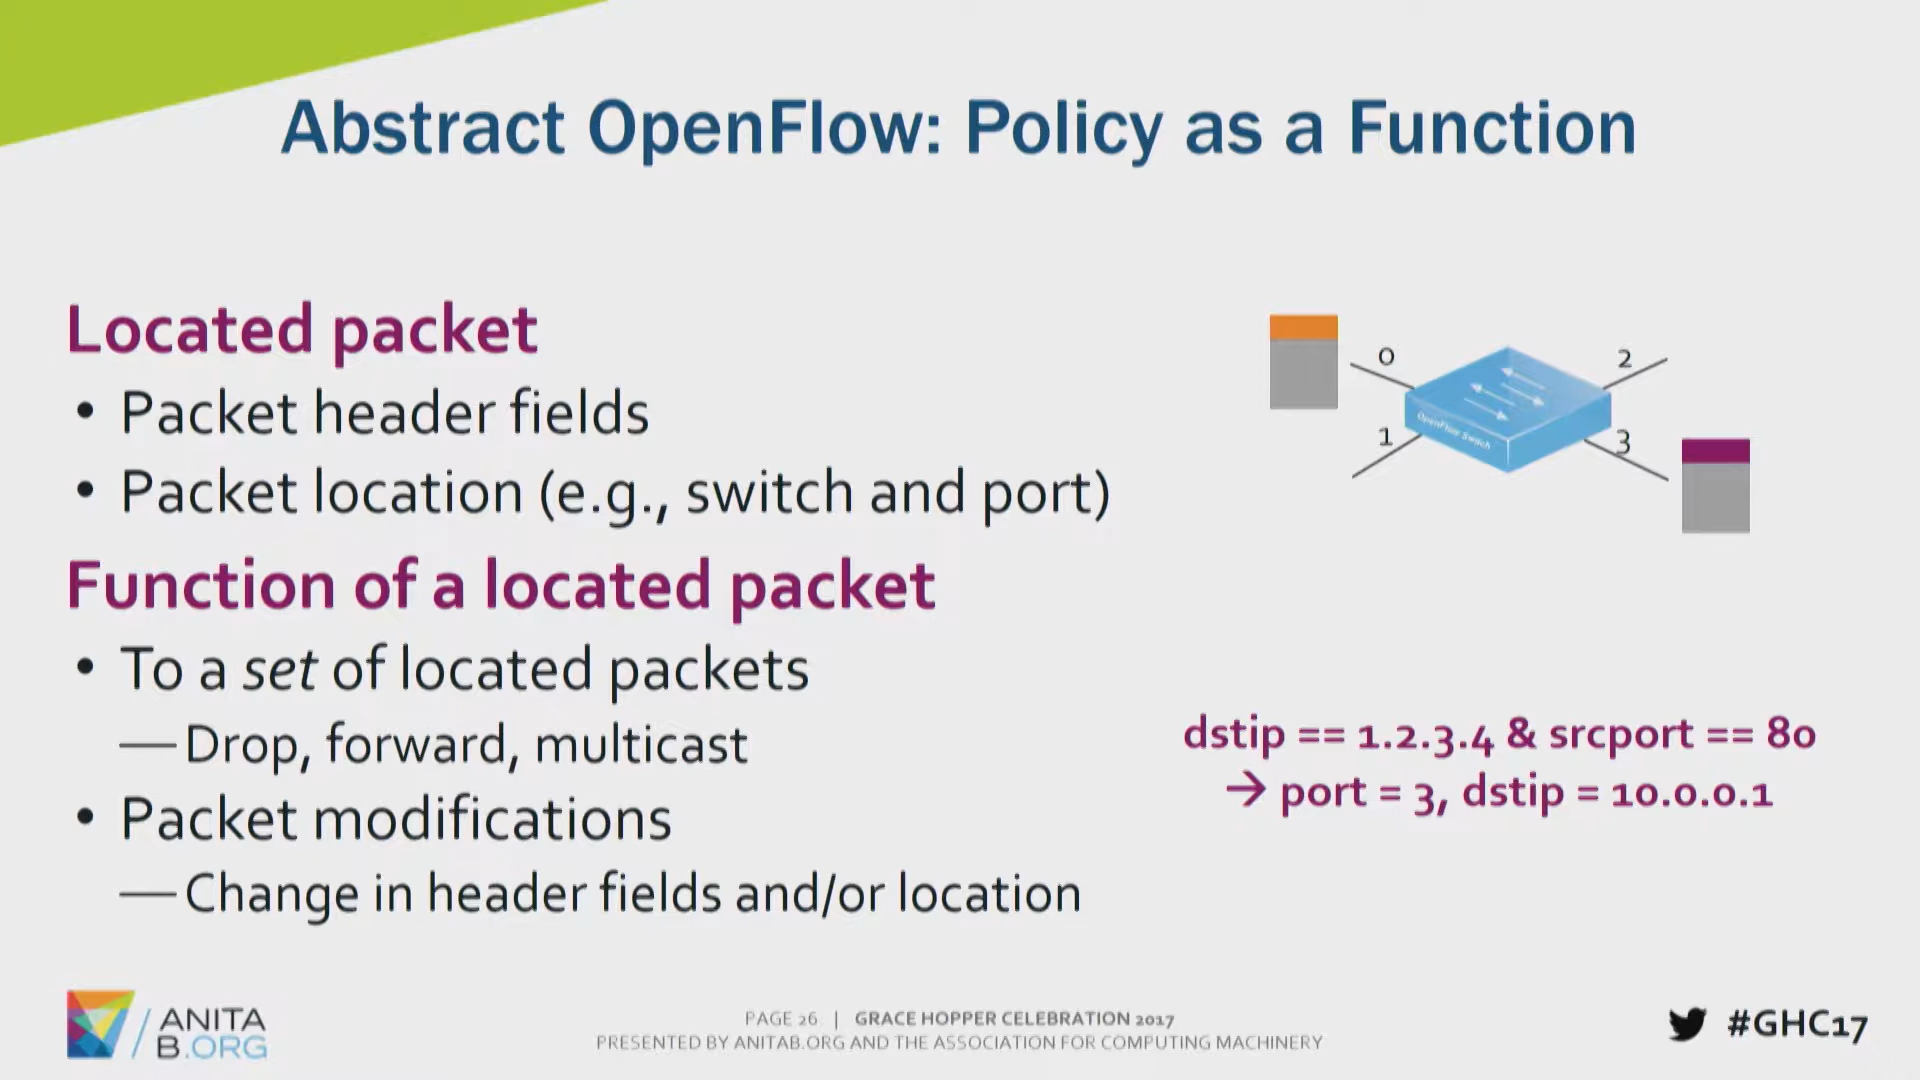 Abstract OpenFlow: Policy as a Function
Located packet
• Packet header fields
• Packet location (e.g., switch and port)
Function of a located packet
• To a set of located packets
— Drop, forward, multicast
• Packet modifications
— Change in header fields and/or location
0
2
1
3
OpenFlow Switch
dstip == 1.2.3.4 & srcport == 80
→ port = 3, dstip = 10.0.0.1
ANITA
B.ORG
PAGE 26 | GRACE HOPPER CELEBRATION 2017
PRESENTED BY ANITAB.ORG AND THE ASSOCIATION FOR COMPUTING MACHINERY
#GHC17